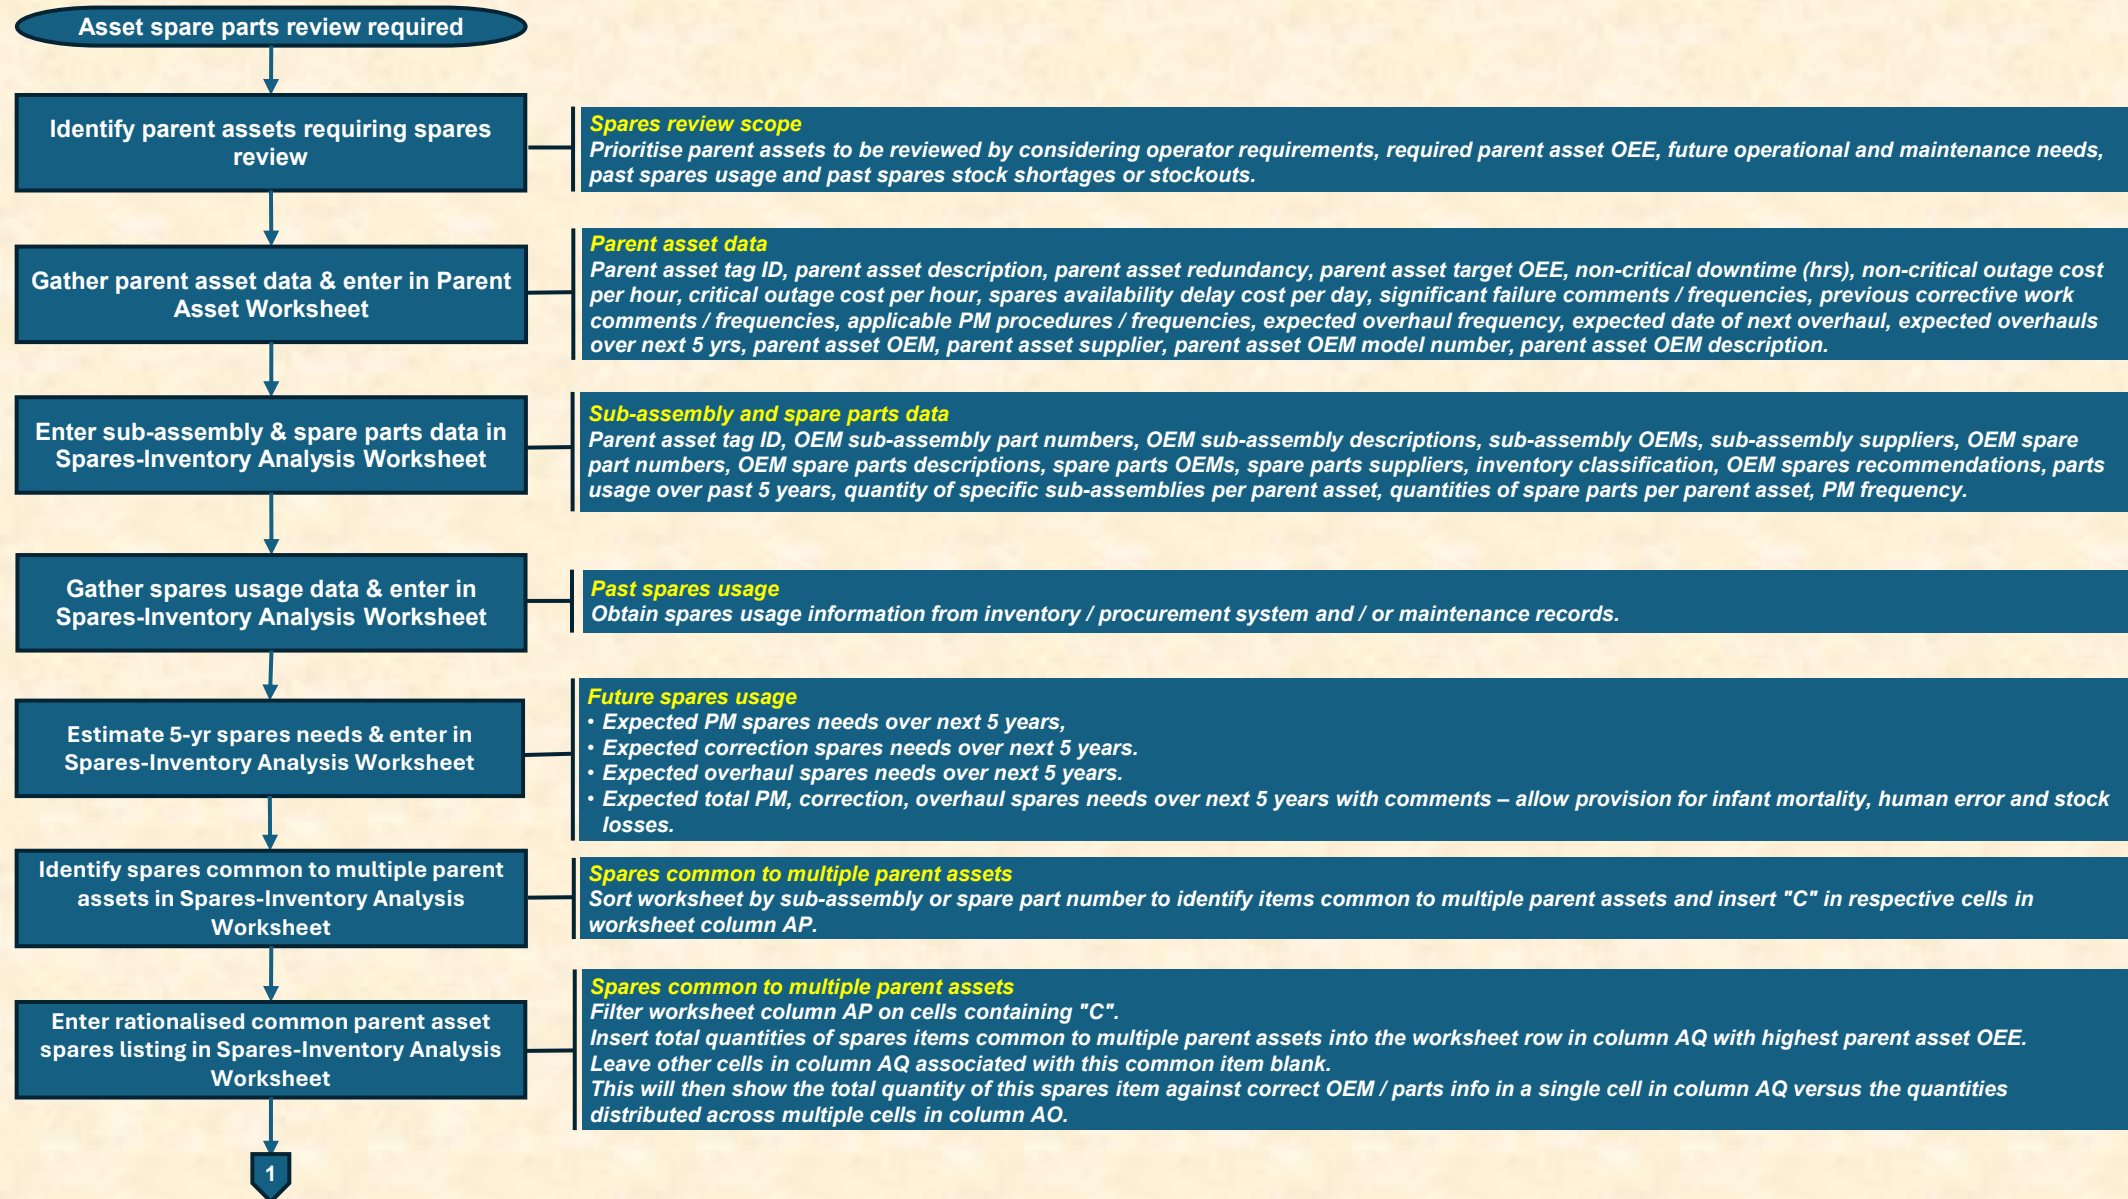 Asset spare parts review required
Identify parent assets requiring spares
review
Spares review scope
Prioritise parent assets to be reviewed by considering operator requirements, required parent asset OEE, future operational and maintenance needs,
past spares usage and past spares stock shortages or stockouts.
Gather parent asset data & enter in Parent
Asset Worksheet
Parent asset data
Parent asset tag ID, parent asset description, parent asset redundancy, parent asset target OEE, non-critical downtime (hrs), non-critical outage cost
per hour, critical outage cost per hour, spares availability delay cost per day, significant failure comments / frequencies, previous corrective work
comments / frequencies, applicable PM procedures / frequencies, expected overhaul frequency, expected date of next overhaul, expected overhauls
over next 5 yrs, parent asset OEM, parent asset supplier, parent asset OEM model number, parent asset OEM description.
Enter sub-assembly & spare parts data in
Spares-Inventory Analysis Worksheet
Sub-assembly and spare parts data
Parent asset tag ID, OEM sub-assembly part numbers, OEM sub-assembly descriptions, sub-assembly OEMs, sub-assembly suppliers, OEM spare
part numbers, OEM spare parts descriptions, spare parts OEMs, spare parts suppliers, inventory classification, OEM spares recommendations, parts
usage over past 5 years, quantity of specific sub-assemblies per parent asset, quantities of spare parts per parent asset, PM frequency.
Gather spares usage data & enter in
Spares-Inventory Analysis Worksheet
Past spares usage
Obtain spares usage information from inventory / procurement system and / or maintenance records.
Estimate 5-yr spares needs & enter in
Spares-Inventory Analysis Worksheet
Future spares usage
• Expected PM spares needs over next 5 years,
• Expected correction spares needs over next 5 years.
• Expected overhaul spares needs over next 5 years.
• Expected total PM, correction, overhaul spares needs over next 5 years with comments – allow provision for infant mortality, human error and stock
losses.
Identify spares common to multiple parent
assets in Spares-Inventory Analysis
Worksheet
Spares common to multiple parent assets
Sort worksheet by sub-assembly or spare part number to identify items common to multiple parent assets and insert "C" in respective cells in
worksheet column AP.
Enter rationalised common parent asset
spares listing in Spares-Inventory Analysis
Worksheet
Spares common to multiple parent assets
Filter worksheet column AP on cells containing "C".
Insert total quantities of spares items common to multiple parent assets into the worksheet row in column AQ with highest parent asset OEE.
Leave other cells in column AQ associated with this common item blank.
This will then show the total quantity of this spares item against correct OEM / parts info in a single cell in column AQ versus the quantities
distributed across multiple cells in column AO.
1